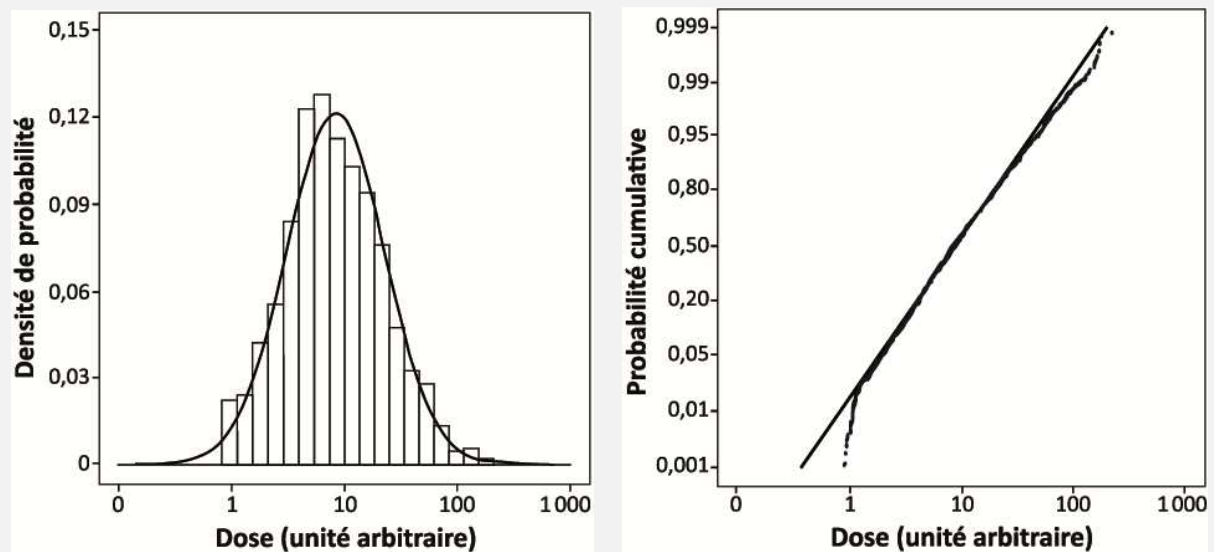 Densité de probabilité
0,15
0,12
0,09
0,06
0,03
0
0 1 10 100 1 000
Dose (unité arbitraire)
Probabilité cumulative
0,999
0,99
0,95
0,80
0,50
0,20
0,05
0,01
0,001
0 1 10 100 1 000
Dose (unité arbitraire)